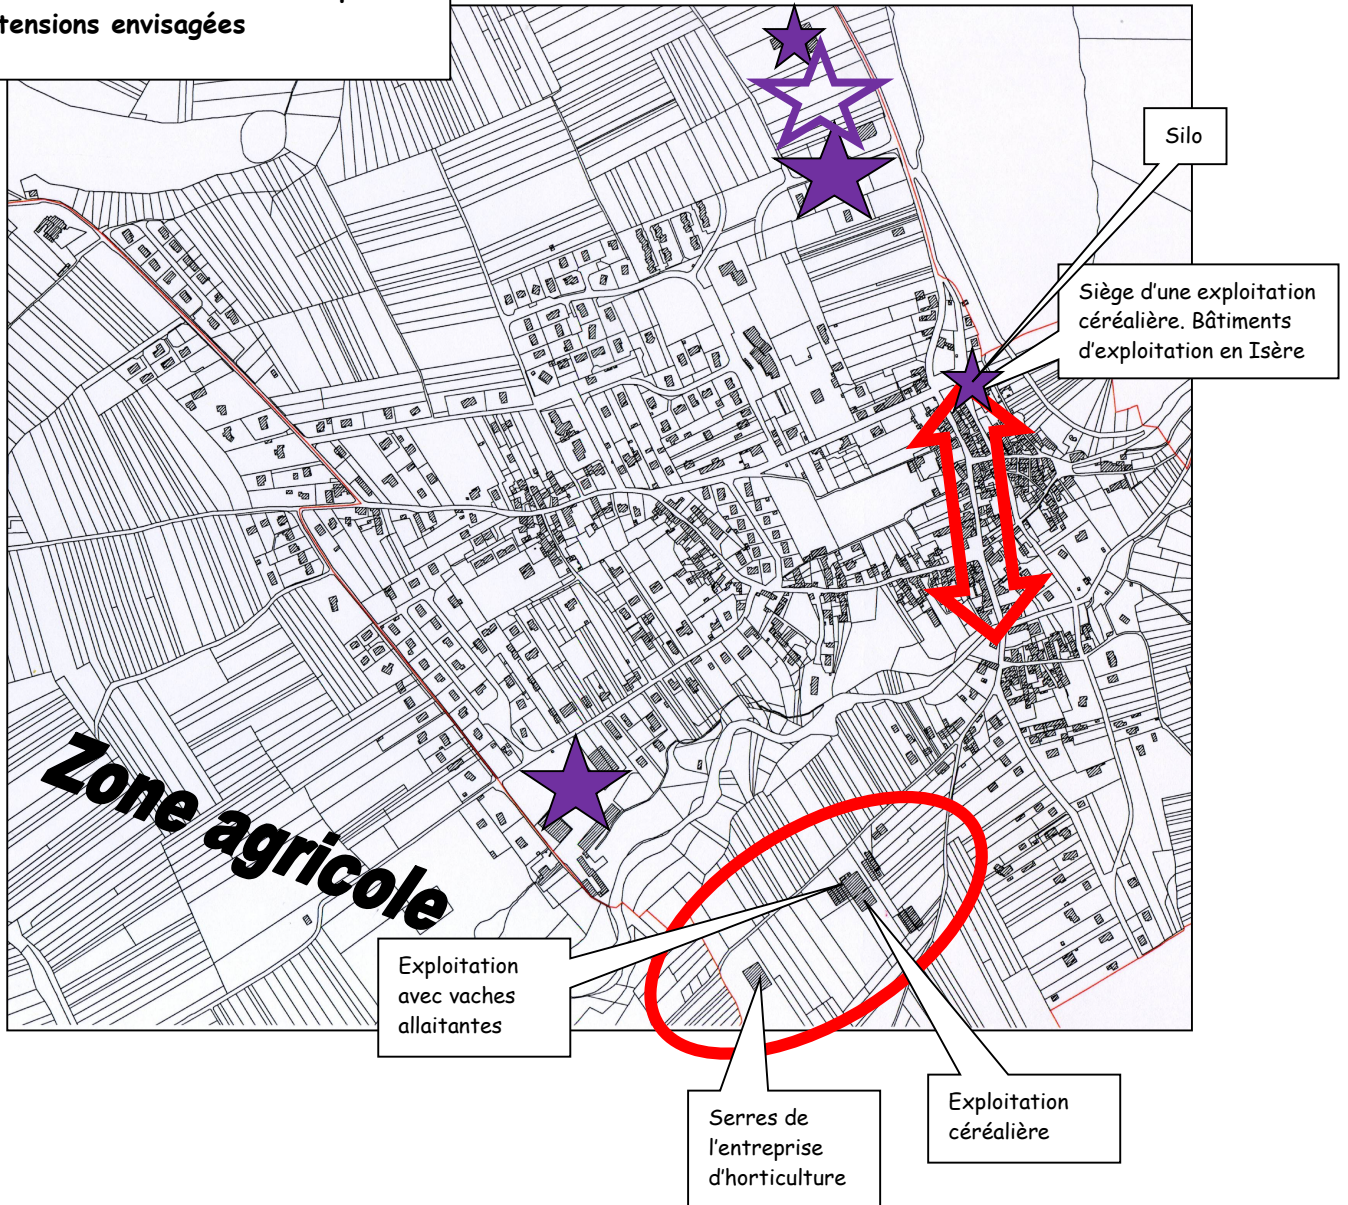 tensions envisagées
Silo
Siège d'une exploitation
céréalière. Bâtiments
d'exploitation en Isère
Zone agricole
Exploitation
avec vaches
allaitantes
Serres de
l'entreprise
d'horticulture
Exploitation
céréalière